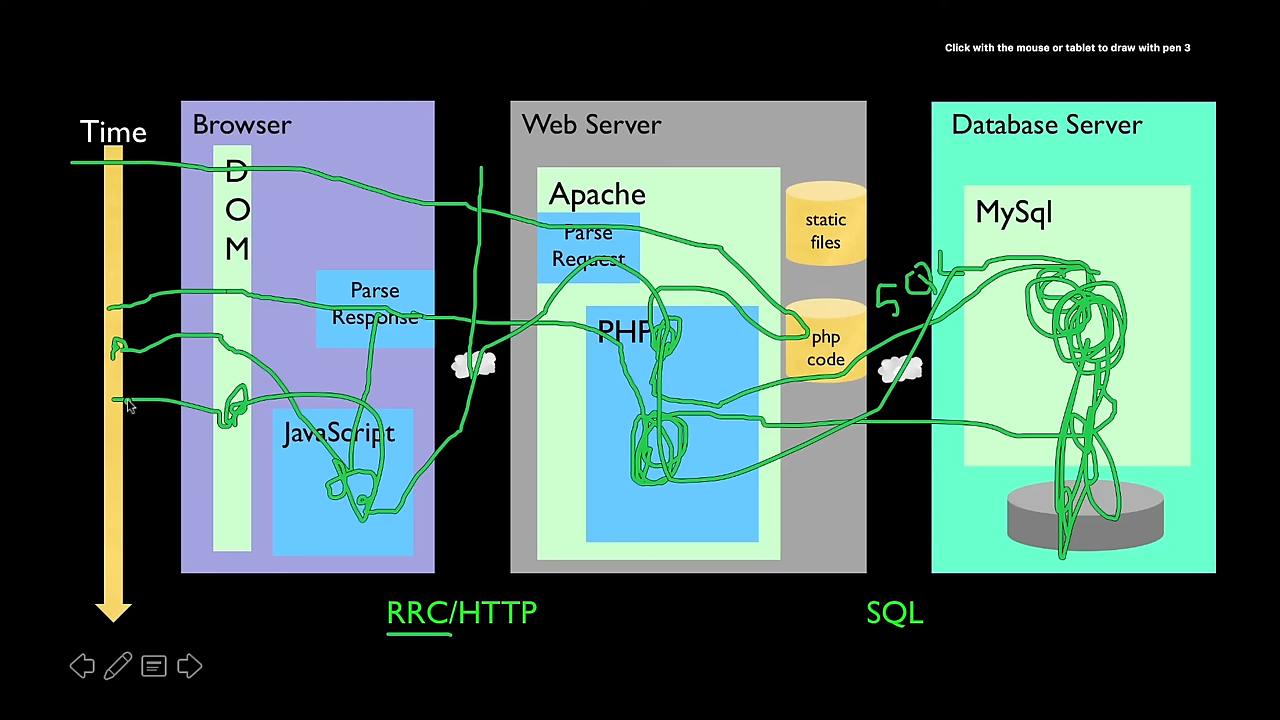 Click with the mouse or tablet to draw with pen 3
Time
Browser
Web Server
Database Server
D
O
M
Apache
static
files
MySql
Parse
Request
Parse
Response
SQL
PHP
php
code
JavaScript
RRC/HTTP
SQL